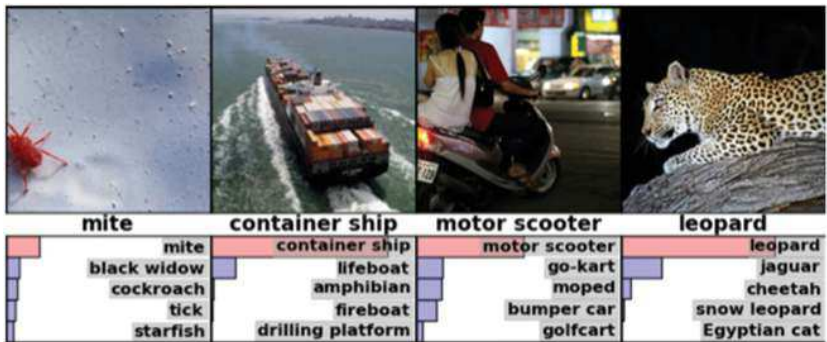 mite
mite
black widow
cockroach
tick
starfish
container ship
container ship
lifeboat
amphibian
fireboat
drilling platform
motor scooter
motor scooter
go-kart
moped
bumper car
golfcart
leopard
leopard
jaguar
cheetah
snow leopard
Egyptian cat